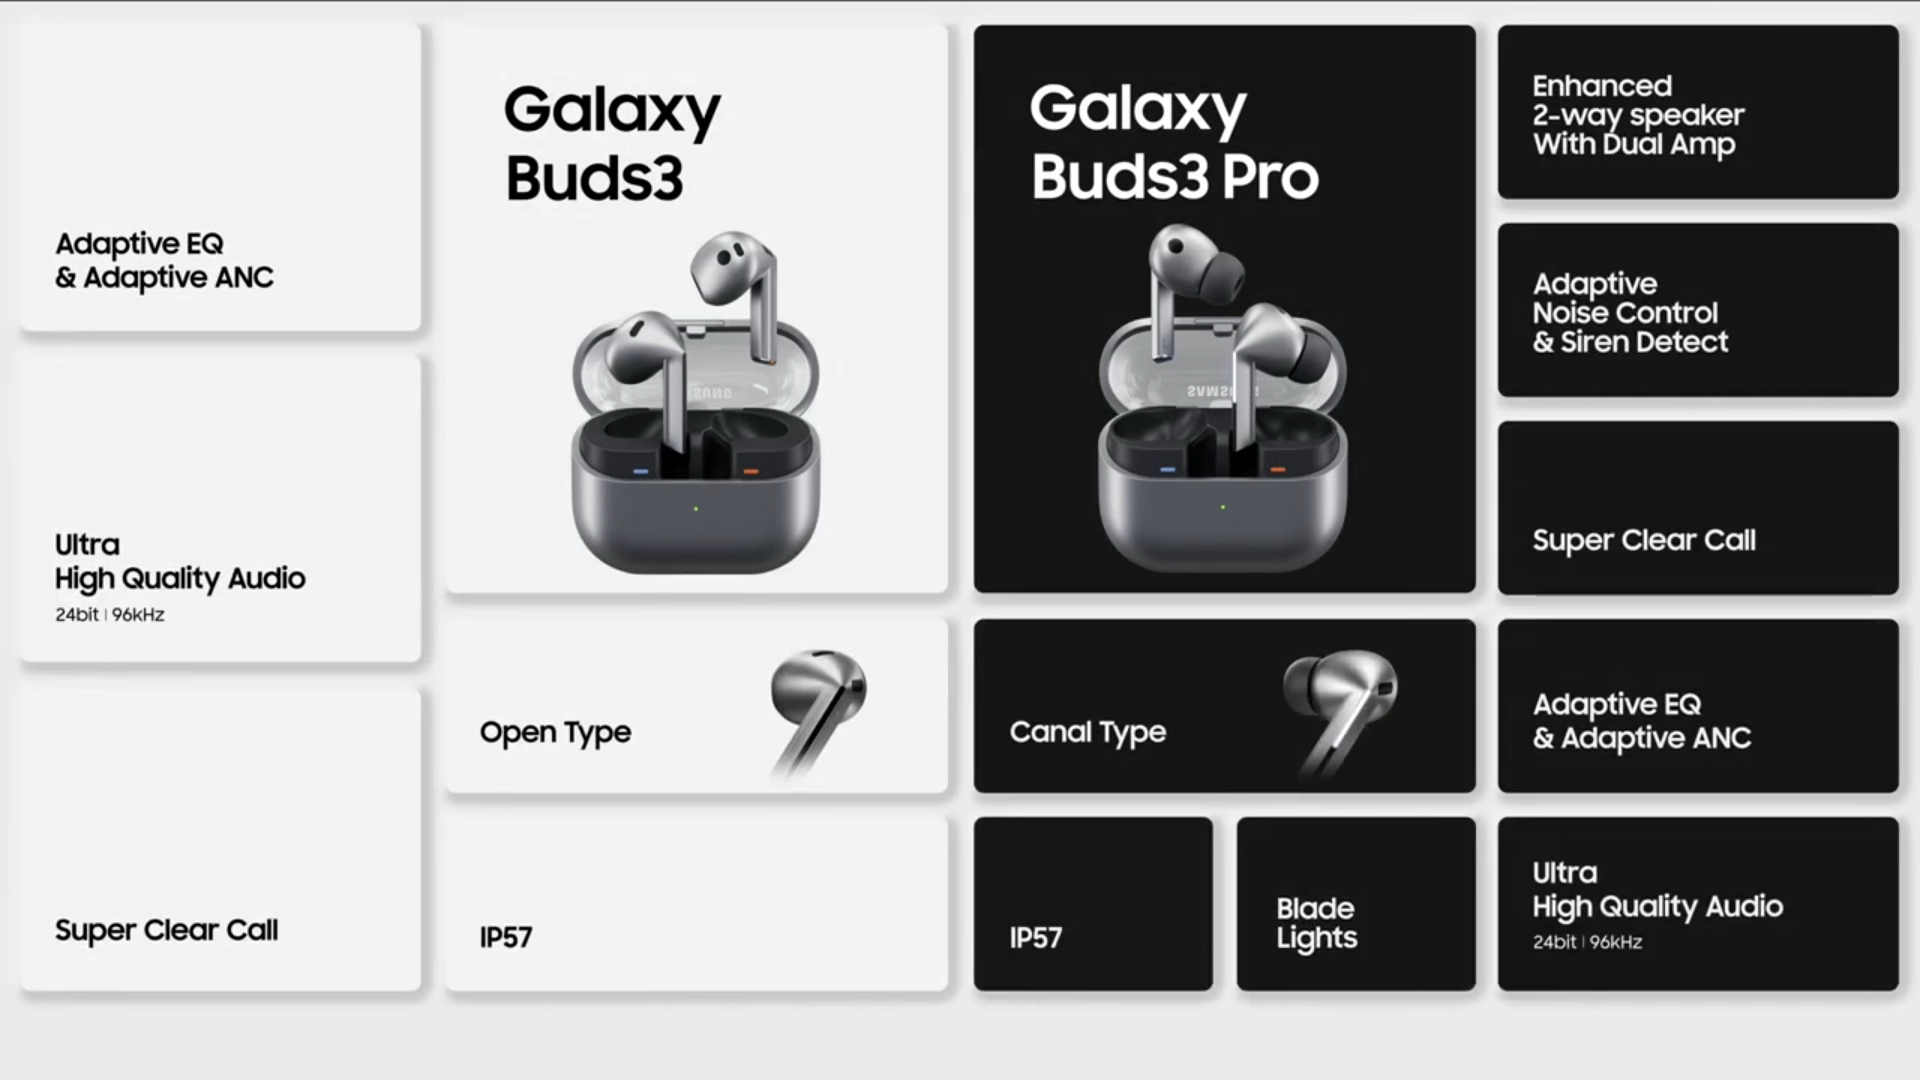 Adaptive EQ
& Adaptive ANC
Ultra
High Quality Audio
24bit | 96kHz
Super Clear Call
Galaxy
Buds3
Open Type
IP57
Galaxy
Buds3 Pro
SAMSUNG
Canal Type
IP57
Blade
Lights
Enhanced
2-way speaker
With Dual Amp
Adaptive
Noise Control
& Siren Detect
Super Clear Call
Adaptive EQ
& Adaptive ANC
Ultra
High Quality Audio
24bit | 96kHz